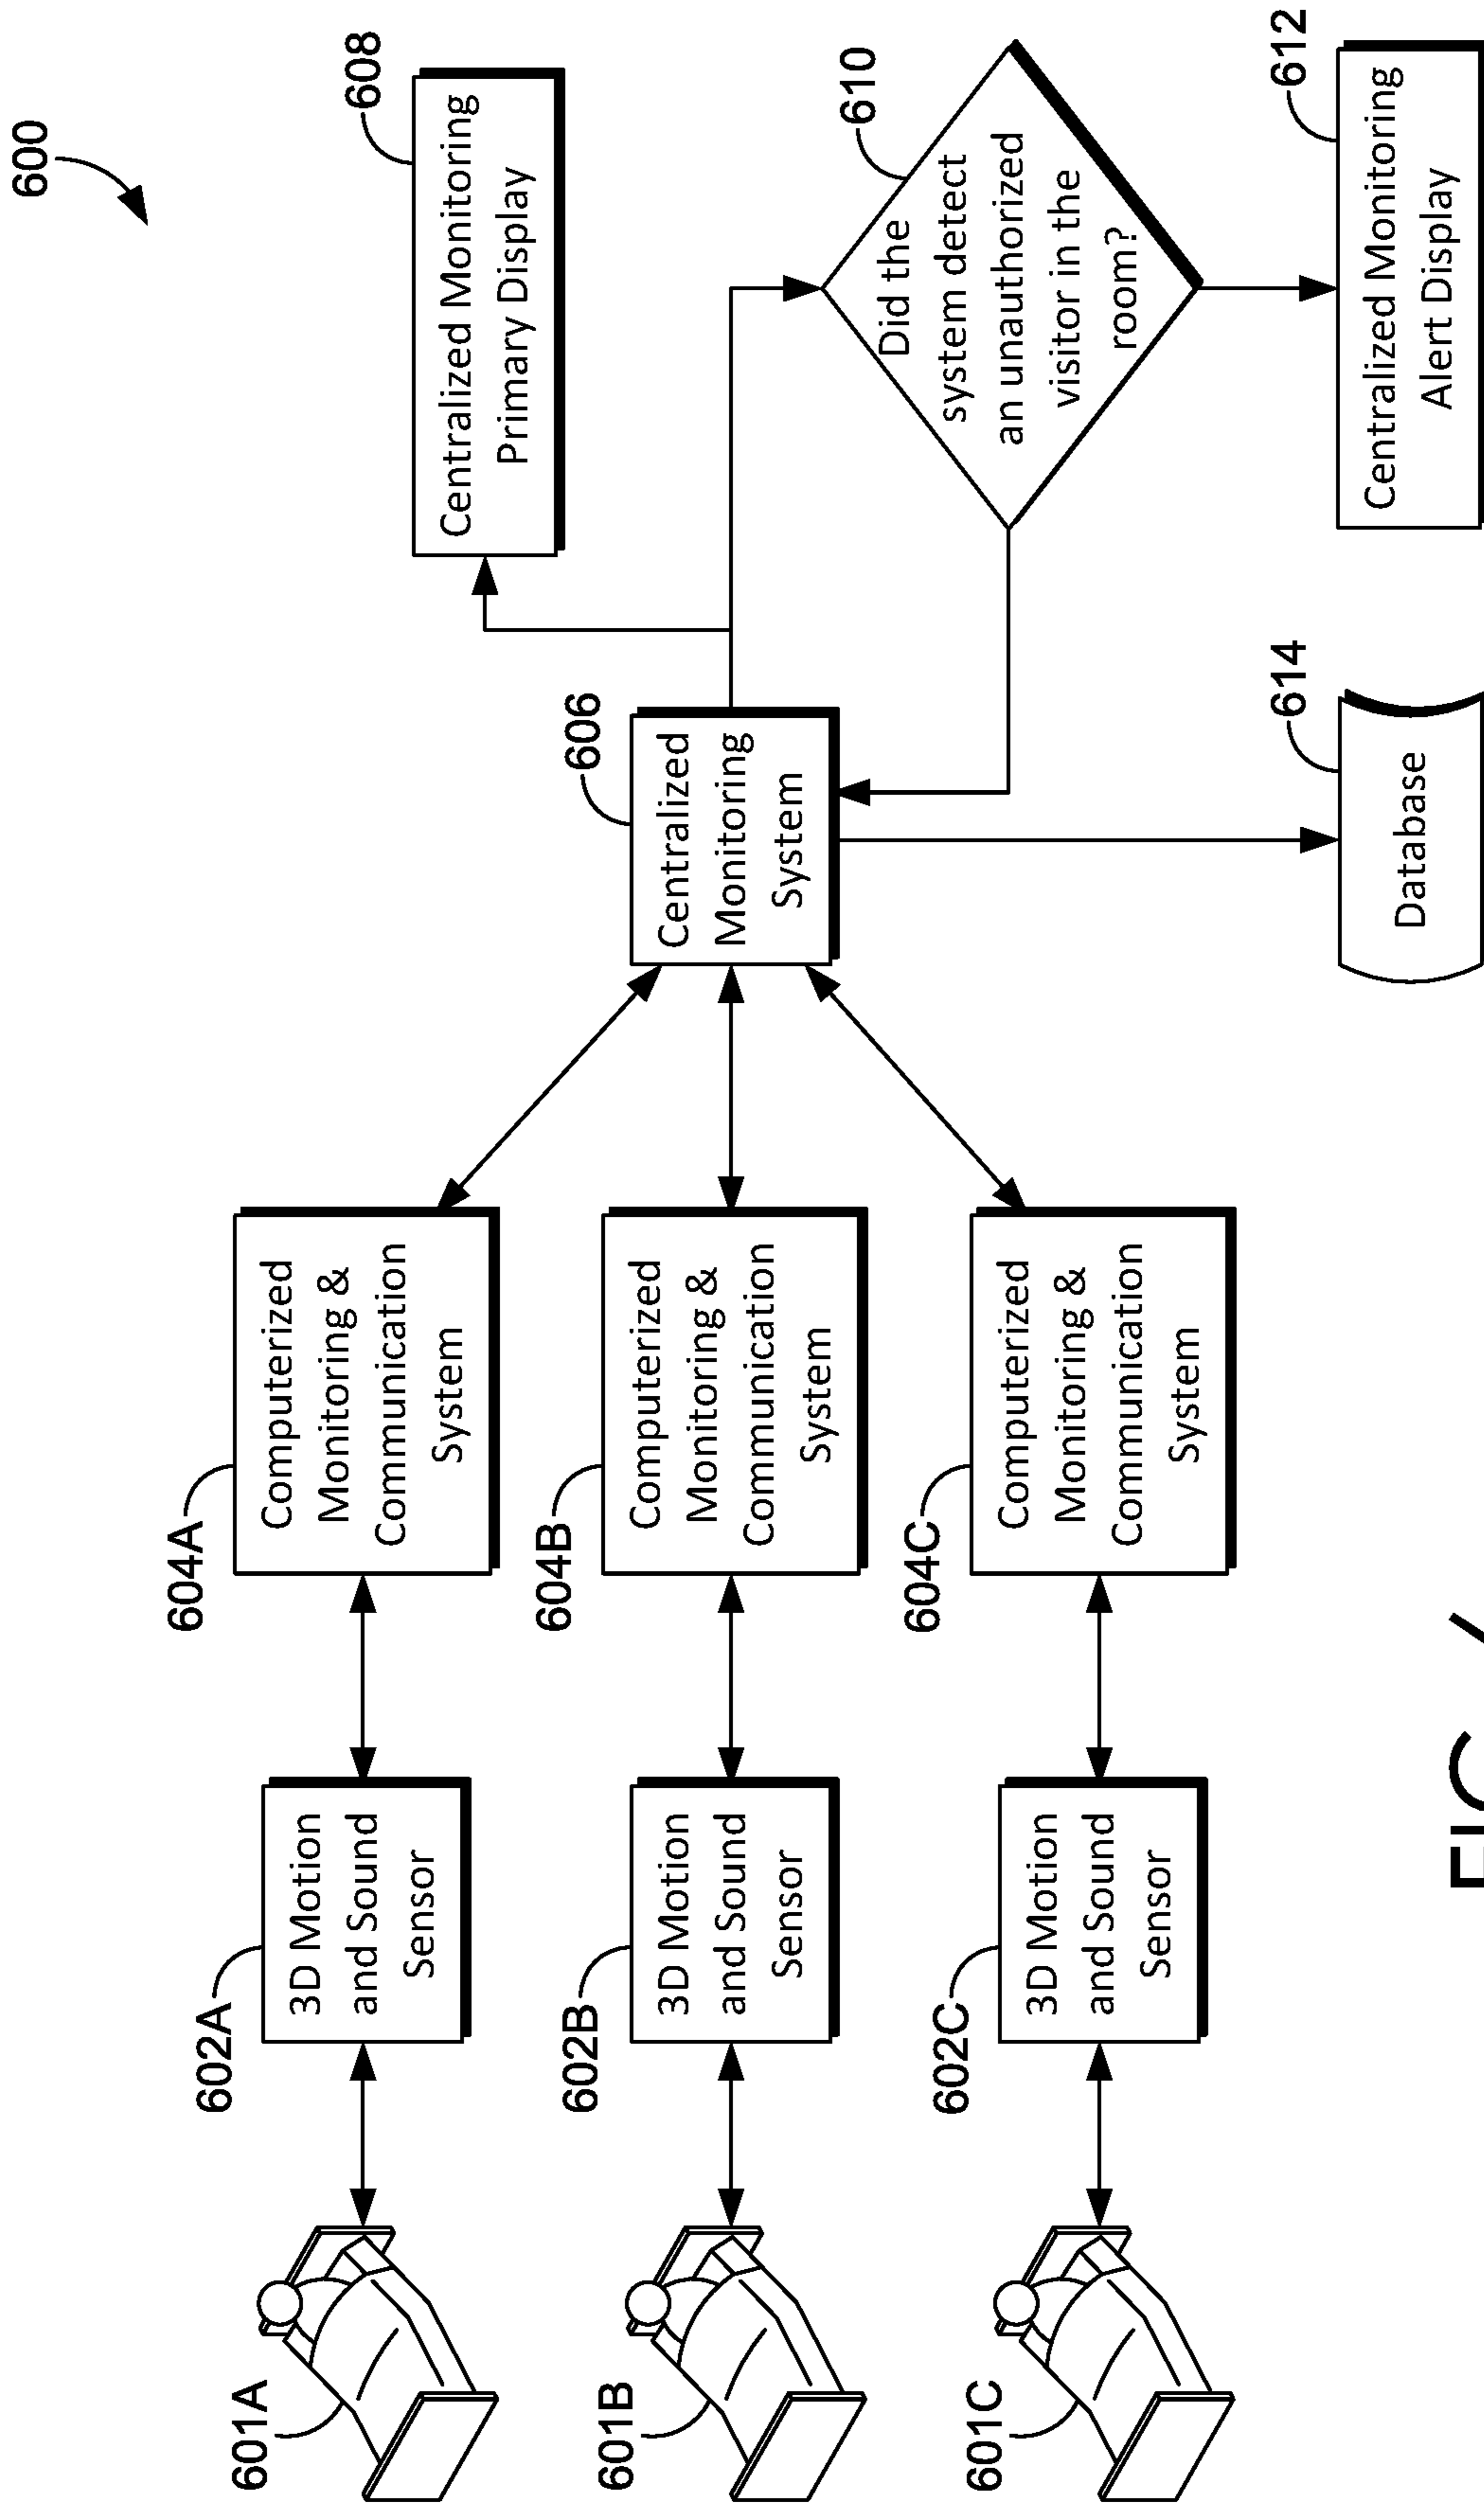 600
608
Centralized Monitoring
Primary Display
610
Did the
system detect
an unauthorized
visitor in the
room?
612
Centralized Monitoring
Alert Display
606
Centralized
Monitoring
System
614
Database
604A
Computerized
Monitoring &
Communication
System
604B
Computerized
Monitoring &
Communication
System
604C
Computerized
Monitoring &
Communication
System
602A
3D Motion
and Sound
Sensor
602B
3D Motion
and Sound
Sensor
602C
3D Motion
and Sound
Sensor
601A
601B
601C